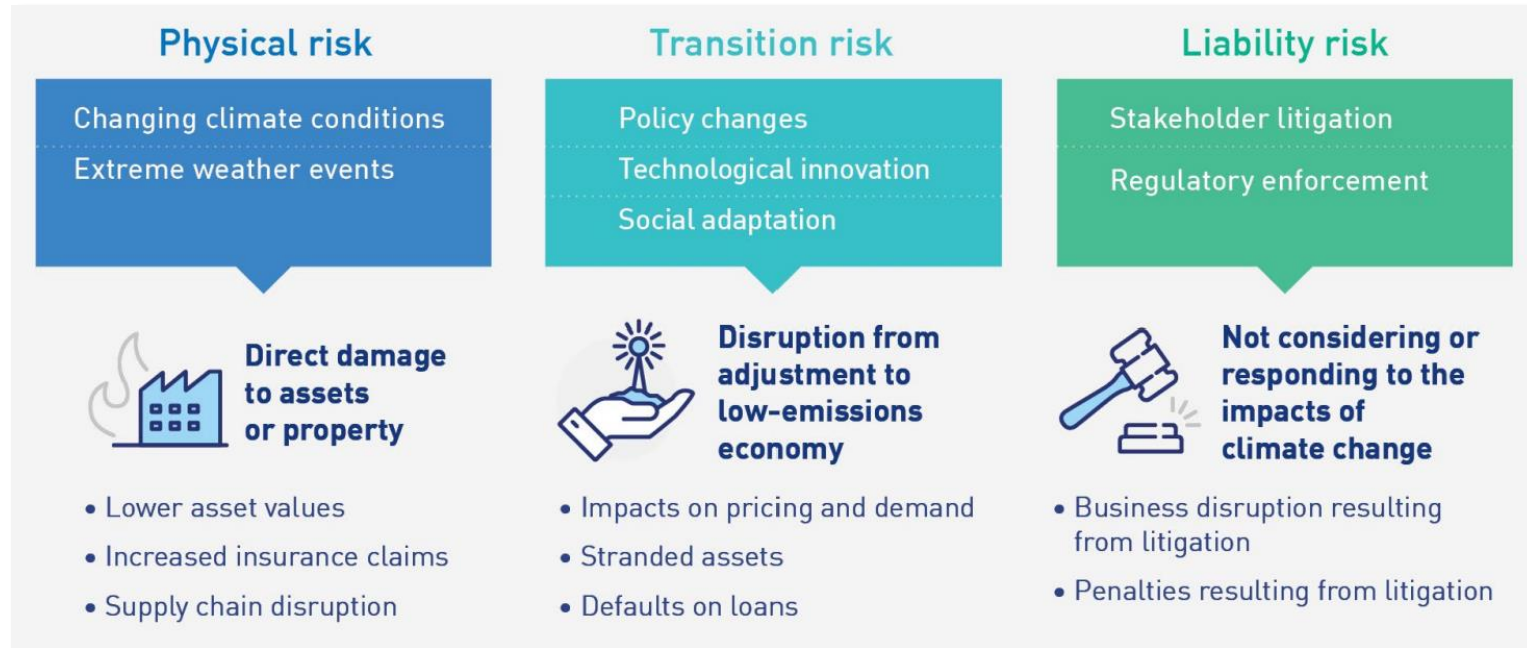 Physical risk
Changing climate conditions
Extreme weather events
Direct damage
to assets
or property
• Lower asset values
• Increased insurance claims
• Supply chain disruption
Transition risk
Policy changes
Technological innovation
Social adaptation
Disruption from
adjustment to
low-emissions
economy
• Impacts on pricing and demand
• Stranded assets
• Defaults on loans
Liability risk
Stakeholder litigation
Regulatory enforcement
Not considering or
responding to the
impacts of
climate change
• Business disruption resulting
from litigation
• Penalties resulting from litigation